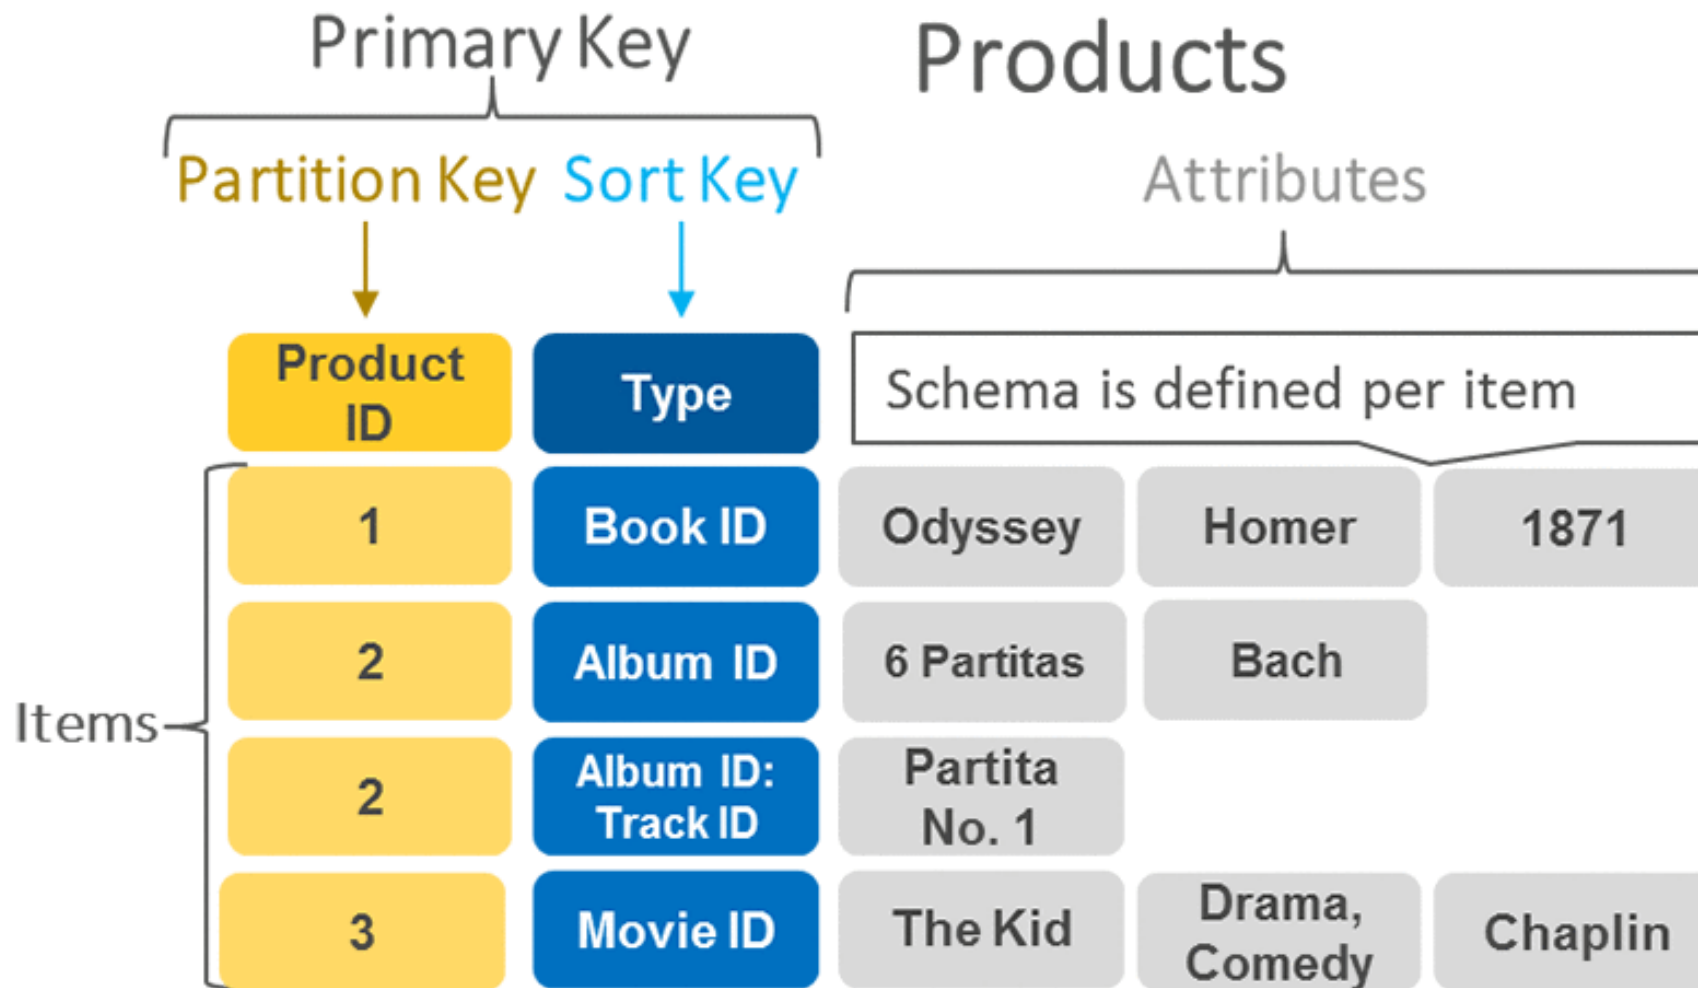 Primary Key
Products
Partition Key
Sort Key
Attributes
Product
ID
Type
Schema is defined per item
Items
1
Book ID
Odyssey
Homer
1871
2
Album ID
6 Partitas
Bach
2
Album ID:
Track ID
Partita
No. 1
3
Movie ID
The Kid
Drama,
Comedy
Chaplin